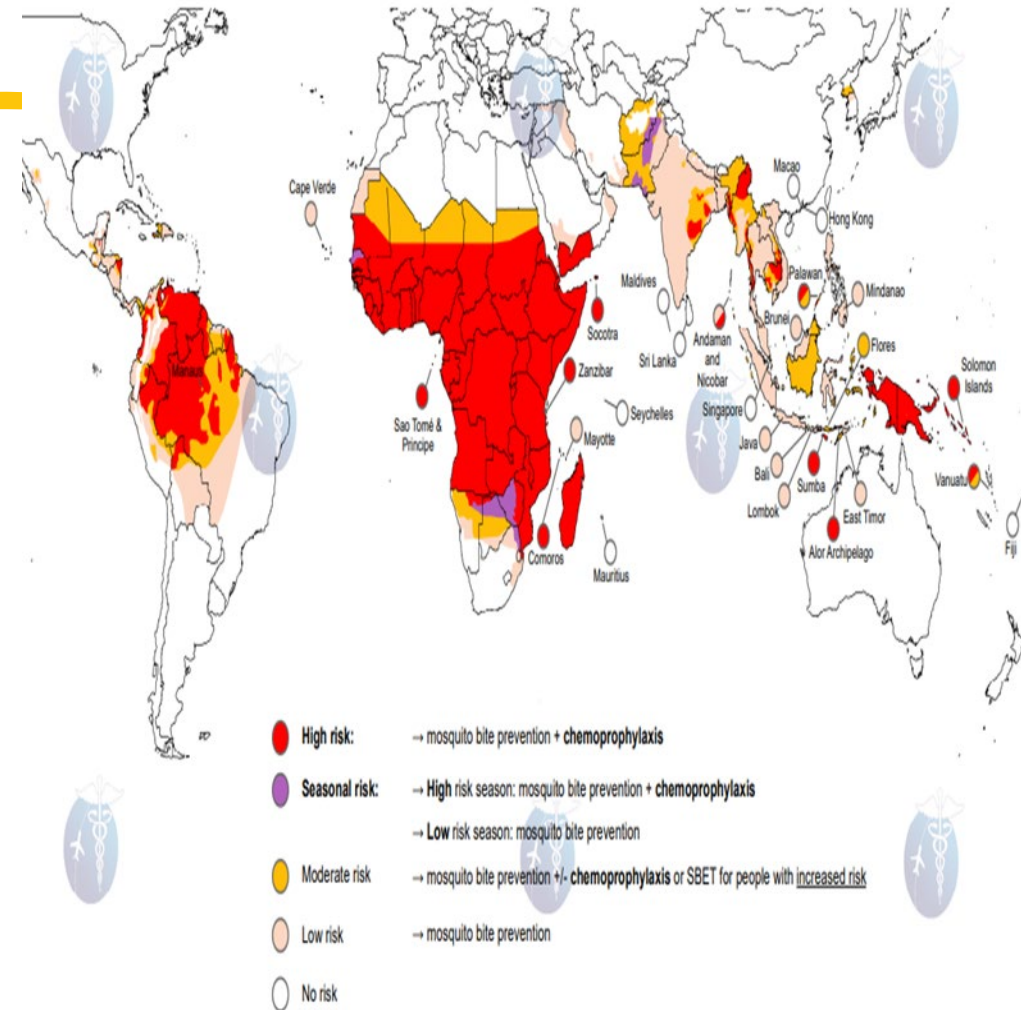 Macao
Cape Verde
Hong Kong
Maldives
Palawan
Mindanao
Brunei
Socotra
Sri Lanka
Andaman
and
Nicobar
Flores
Manaus
Zanzibar
Solomon
Islands
Sao Tomé &
Principe
Seychelles
Singapore
Mayotte
Java
Bali
Sumba
Vanuatu
Lombok
East Timor
Comoros
Alor Archipelago
Fiji
Mauritius
High risk: → mosquito bite prevention + chemoprophylaxis
Seasonal risk: → High risk season: mosquito bite prevention + chemoprophylaxis
→ Low risk season: mosquito bite prevention
Moderate risk → mosquito bite prevention +/- chemoprophylaxis or SBET for people with increased risk
Low risk → mosquito bite prevention
No risk